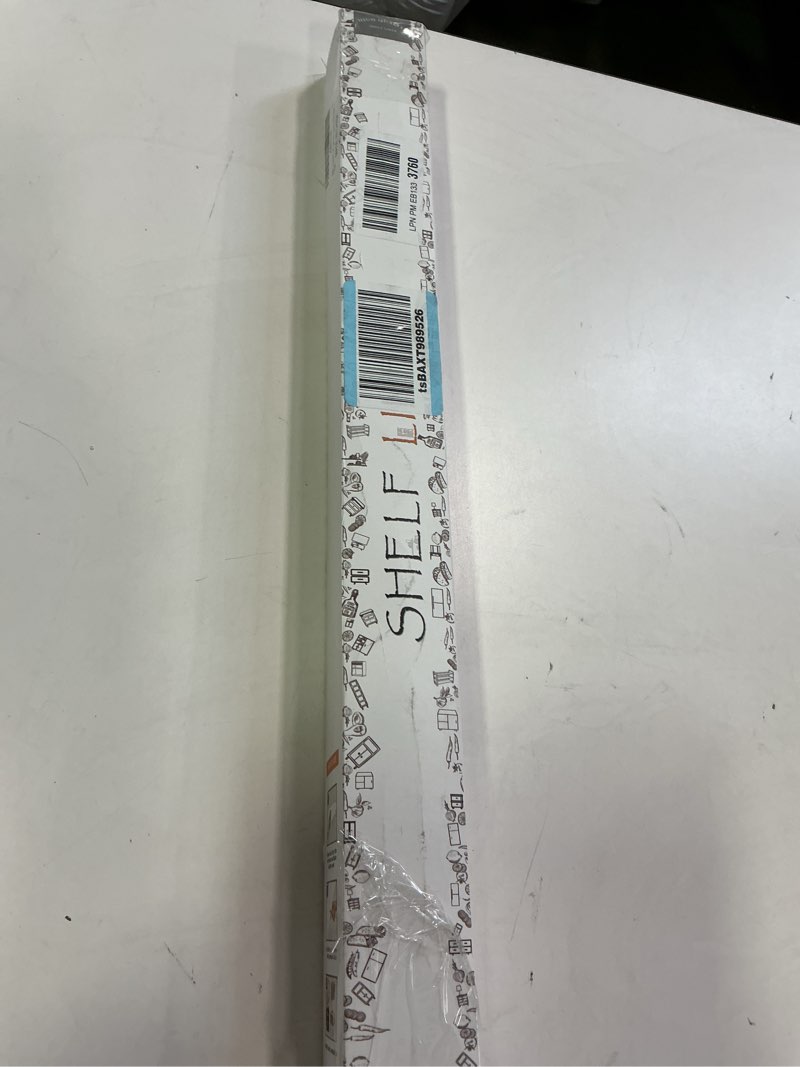 LPN PM EB133 3760
tsBAXT989526
SHELF LI